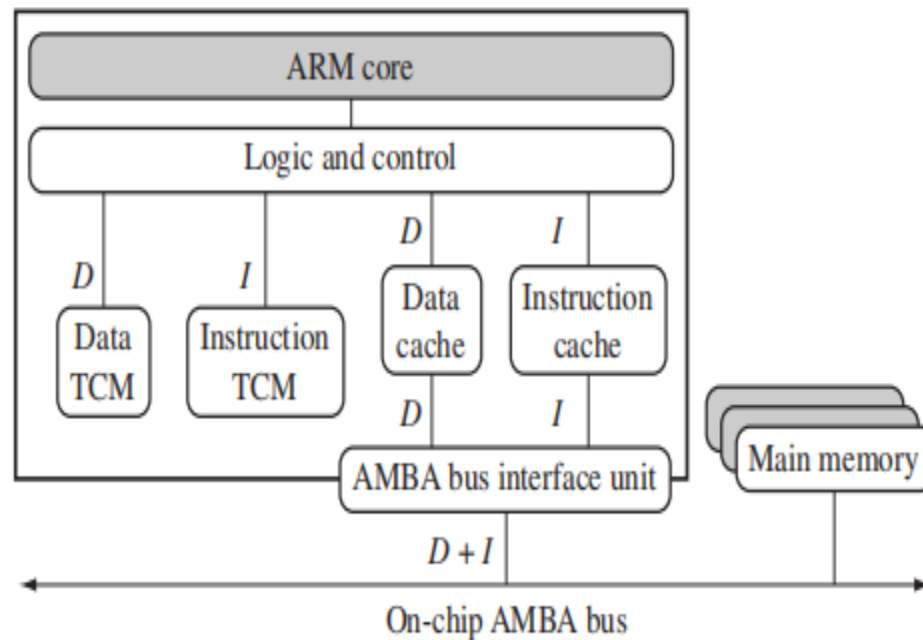 ARM core
Logic and control
D
I
D
I
Data
TCM
Instruction
TCM
Data
cache
Instruction
cache
D
I
AMBA bus interface unit
Main memory
D + I
On-chip AMBA bus